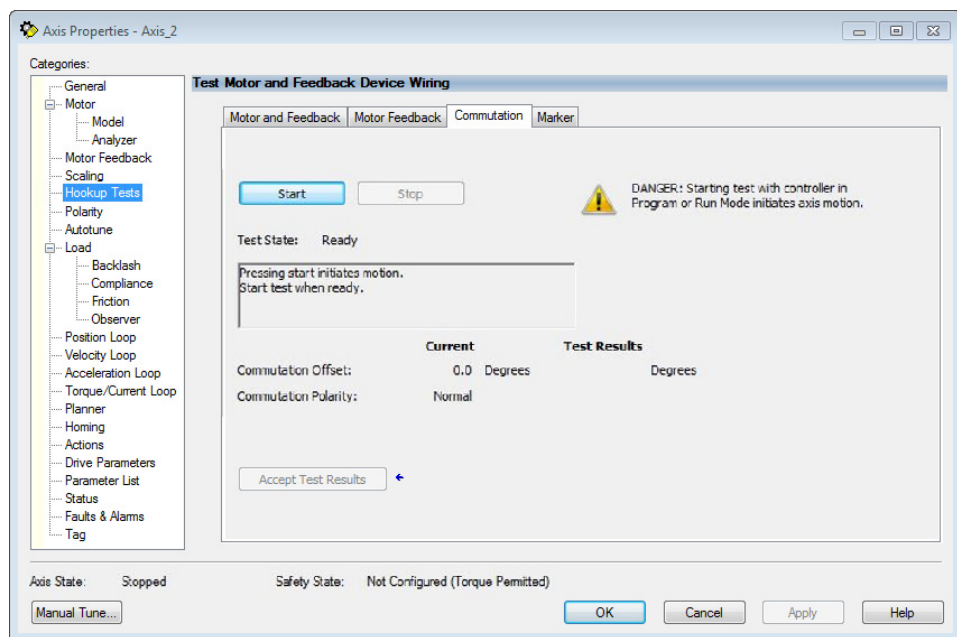 Axis Properties - Axis_2
Categories:
General
Motor
Model
Analyzer
Motor Feedback
Scaling
Hookup Tests
Polarity
Autotune
Load
Backlash
Compliance
Friction
Observer
Position Loop
Velocity Loop
Acceleration Loop
Torque/Current Loop
Planner
Homing
Actions
Drive Parameters
Parameter List
Status
Faults & Alarms
Tag
Test Motor and Feedback Device Wiring
Motor and Feedback Motor Feedback Commutation Marker
Start Stop
DANGER: Starting test with controller in
Program or Run Mode initiates axis motion.
Test State: Ready
Pressing start initiates motion.
Start test when ready.
Current Test Results
Commutation Offset: 0.0 Degrees Degrees
Commutation Polarity: Normal
Accept Test Results
Axis State: Stopped Safety State: Not Configured (Torque Permitted)
Manual Tune... OK Cancel Apply Help